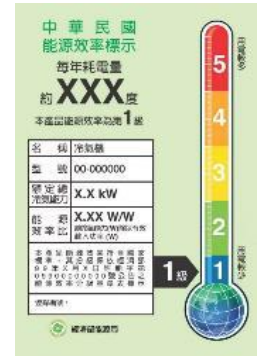 中華民國
能源效率標示
每年耗電量
約XXX度
本產品能源效率為第1級
名稱 冷氣機
型號 00-000000
額定總冷氣能力 X.X kW
能源效率比 X.XX W/W
5
4
3
2
1
1級
用電較多
用電較少
經濟部能源局